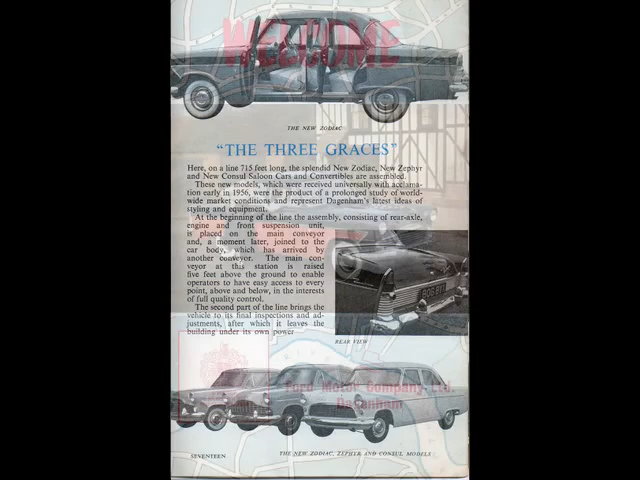 WELCOME
THE NEW ZODIAC
"THE THREE GRACES"
Here, on a line 715 feet long, the splendid New Zodiac, New Zephyr
and New Consul Saloon Cars and Convertibles are assembled.
These new models, which were received universally with acclama-
tion early in 1956, were the product of a prolonged study of world-
wide market conditions and represent Dagenham's latest ideas of
styling and equipment.
At the beginning of the line the assembly, consisting of rear-axle,
engine and front suspension unit,
is placed on the main conveyor
and, a moment later, joined to the
car body, which has arrived by
another conveyor. The main con-
veyor at this station is raised
five feet above the ground to enable
operators to have easy access to every
point, above and below, in the interests
of full quality control.
The second part of the line brings the
vehicle to its final inspections and ad-
justments, after which it leaves the
building under its own power
REAR VIEW
Ford Motor Company Ltd.
Dagenham
SEVENTEEN
THE NEW ZODIAC, ZEPHYR AND CONSUL MODELS